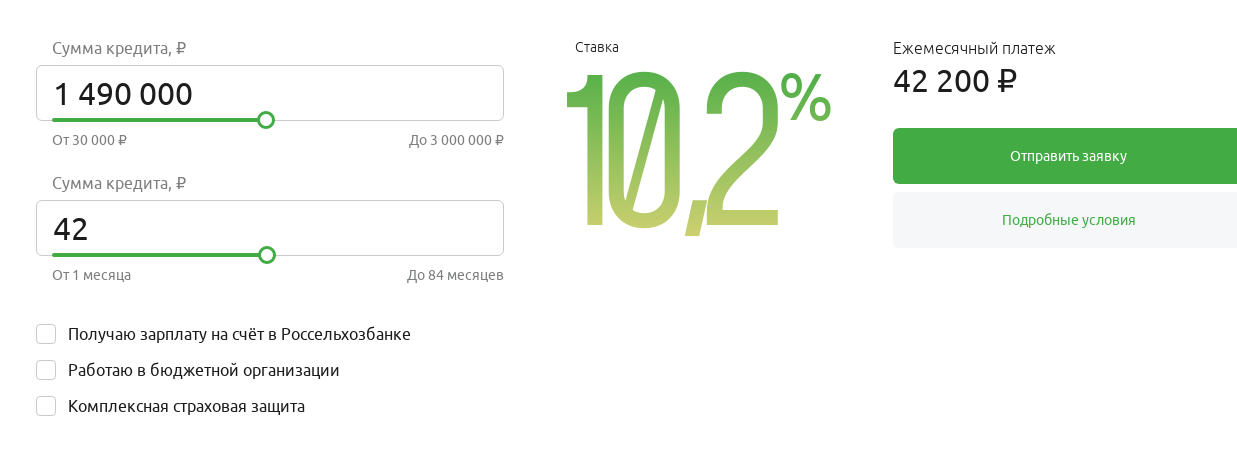 Сумма кредита, ₽
1 490 000
От 30 000 ₽
До 3 000 000 ₽
Сумма кредита, ₽
42
От 1 месяца
До 84 месяцев
Получаю зарплату на счёт в Россельхозбанке
Работаю в бюджетной организации
Комплексная страховая защита
Ставка
10,2%
Ежемесячный платеж
42 200 ₽
Отправить заявку
Подробные условия